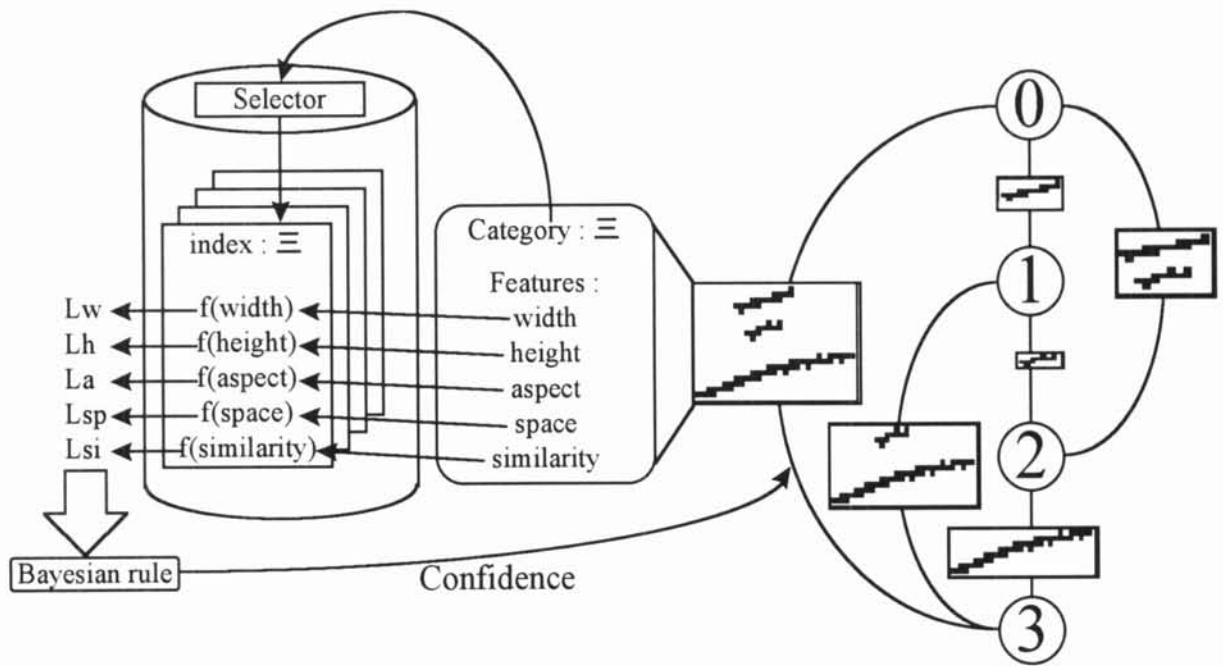 Selector
index : 三
f(width)
f(height)
f(aspect)
f(space)
f(similarity)
Lw
Lh
La
Lsp
Lsi
Bayesian rule
Category : 三
Features :
width
height
aspect
space
similarity
Confidence
0
1
2
3